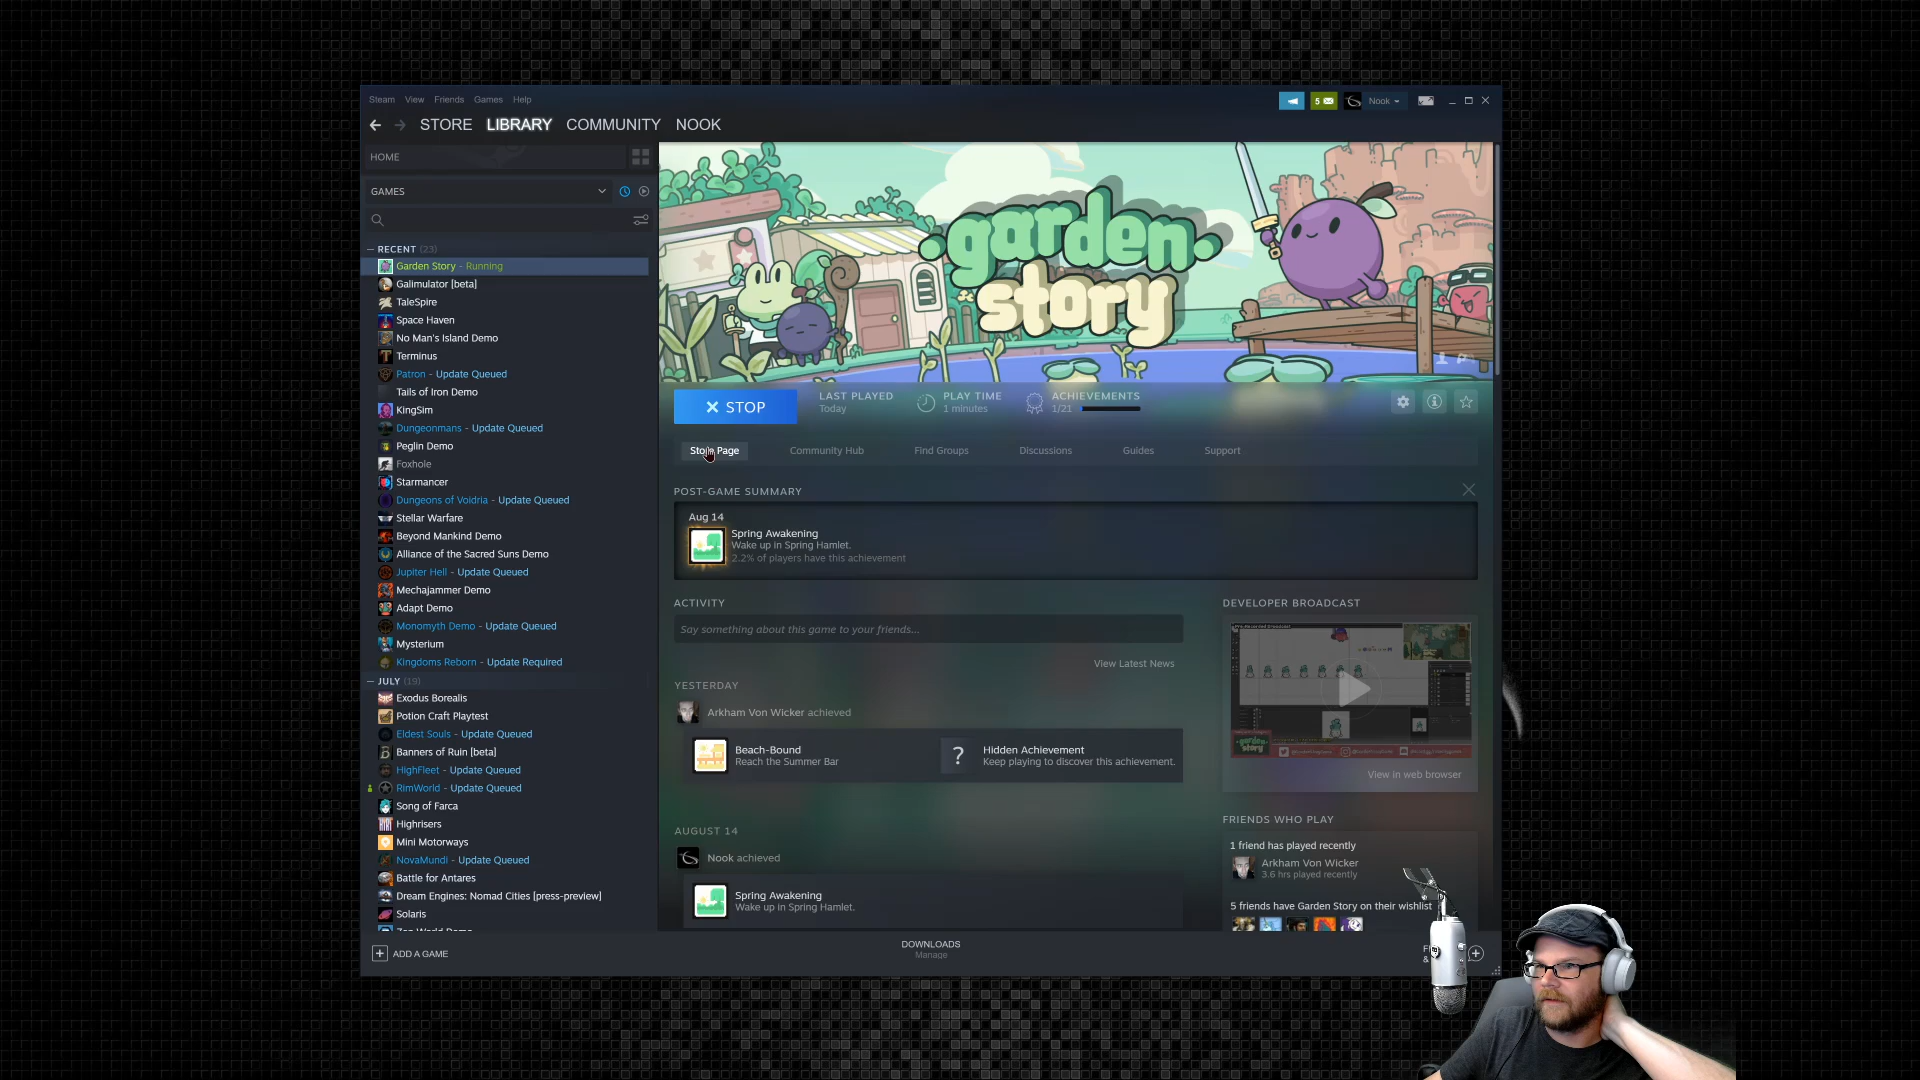 Steam View Friends Games Help
5
Nook
STORE LIBRARY COMMUNITY NOOK
HOME
GAMES
RECENT (23)
Garden Story - Running
Galimulator [beta]
TaleSpire
Space Haven
No Man's Island Demo
Terminus
Patron - Update Queued
Tails of Iron Demo
KingSim
Dungeonmans - Update Queued
Peglin Demo
Foxhole
Starmancer
Dungeons of Voidria - Update Queued
Stellar Warfare
Beyond Mankind Demo
Alliance of the Sacred Suns Demo
Jupiter Hell - Update Queued
Mechajammer Demo
Adapt Demo
Monomyth Demo - Update Queued
Mysterium
Kingdoms Reborn - Update Required
JULY (19)
Exodus Borealis
Potion Craft Playtest
Eldest Souls - Update Queued
Banners of Ruin [beta]
HighFleet - Update Queued
RimWorld - Update Queued
Song of Farca
Highrisers
Mini Motorways
NovaMundi - Update Queued
Battle for Antares
Dream Engines: Nomad Cities [press-preview]
Solaris
ADD A GAME
garden
story
STOP
LAST PLAYED
Today
PLAY TIME
1 minutes
ACHIEVEMENTS
1/21
Store Page
Community Hub
Find Groups
Discussions
Guides
Support
POST-GAME SUMMARY
Aug 14
Spring Awakening
Wake up in Spring Hamlet.
2.2% of players have this achievement
ACTIVITY
Say something about this game to your friends...
View Latest News
YESTERDAY
Arkham Von Wicker achieved
Beach-Bound
Reach the Summer Bar
?
Hidden Achievement
Keep playing to discover this achievement.
AUGUST 14
Nook achieved
Spring Awakening
Wake up in Spring Hamlet.
DEVELOPER BROADCAST
garden
story
View in web browser
FRIENDS WHO PLAY
1 friend has played recently
Arkham Von Wicker
3.6 hrs played recently
5 friends have Garden Story on their wishlist
DOWNLOADS
Manage